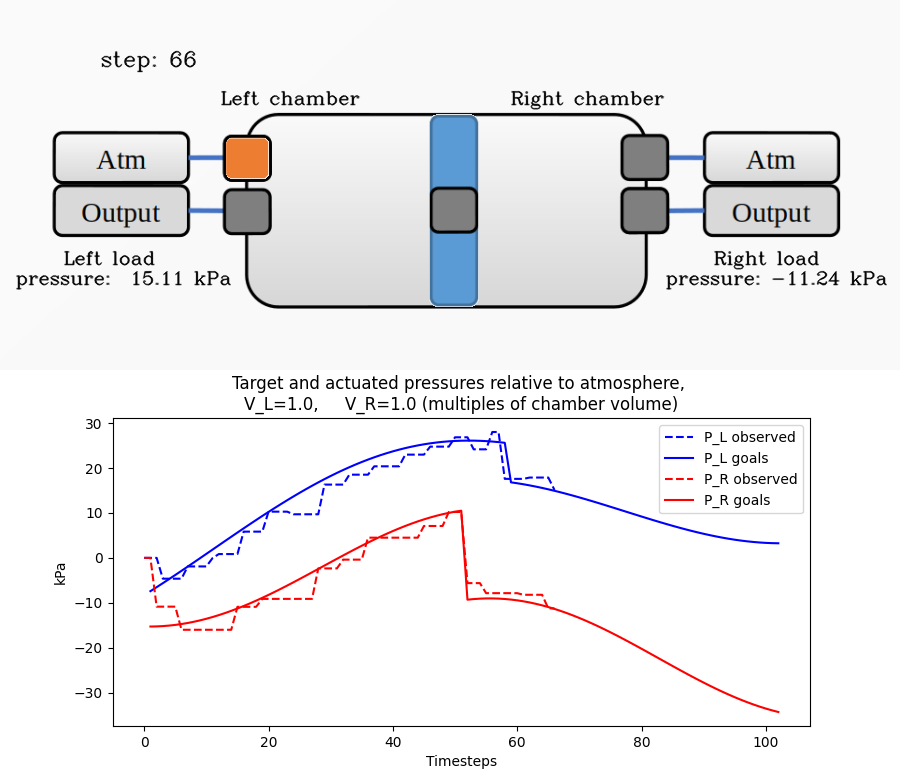 step: 66
Left chamber
Right chamber
Atm
Atm
Output
Output
Left load
pressure: 15.11 kPa
Right load
pressure: −11.24 kPa
Target and actuated pressures relative to atmosphere,
V_L=1.0, V_R=1.0 (multiples of chamber volume)
30
20
10
0
−10
−20
−30
kPa
P_L observed
P_L goals
P_R observed
P_R goals
0 20 40 60 80 100
Timesteps